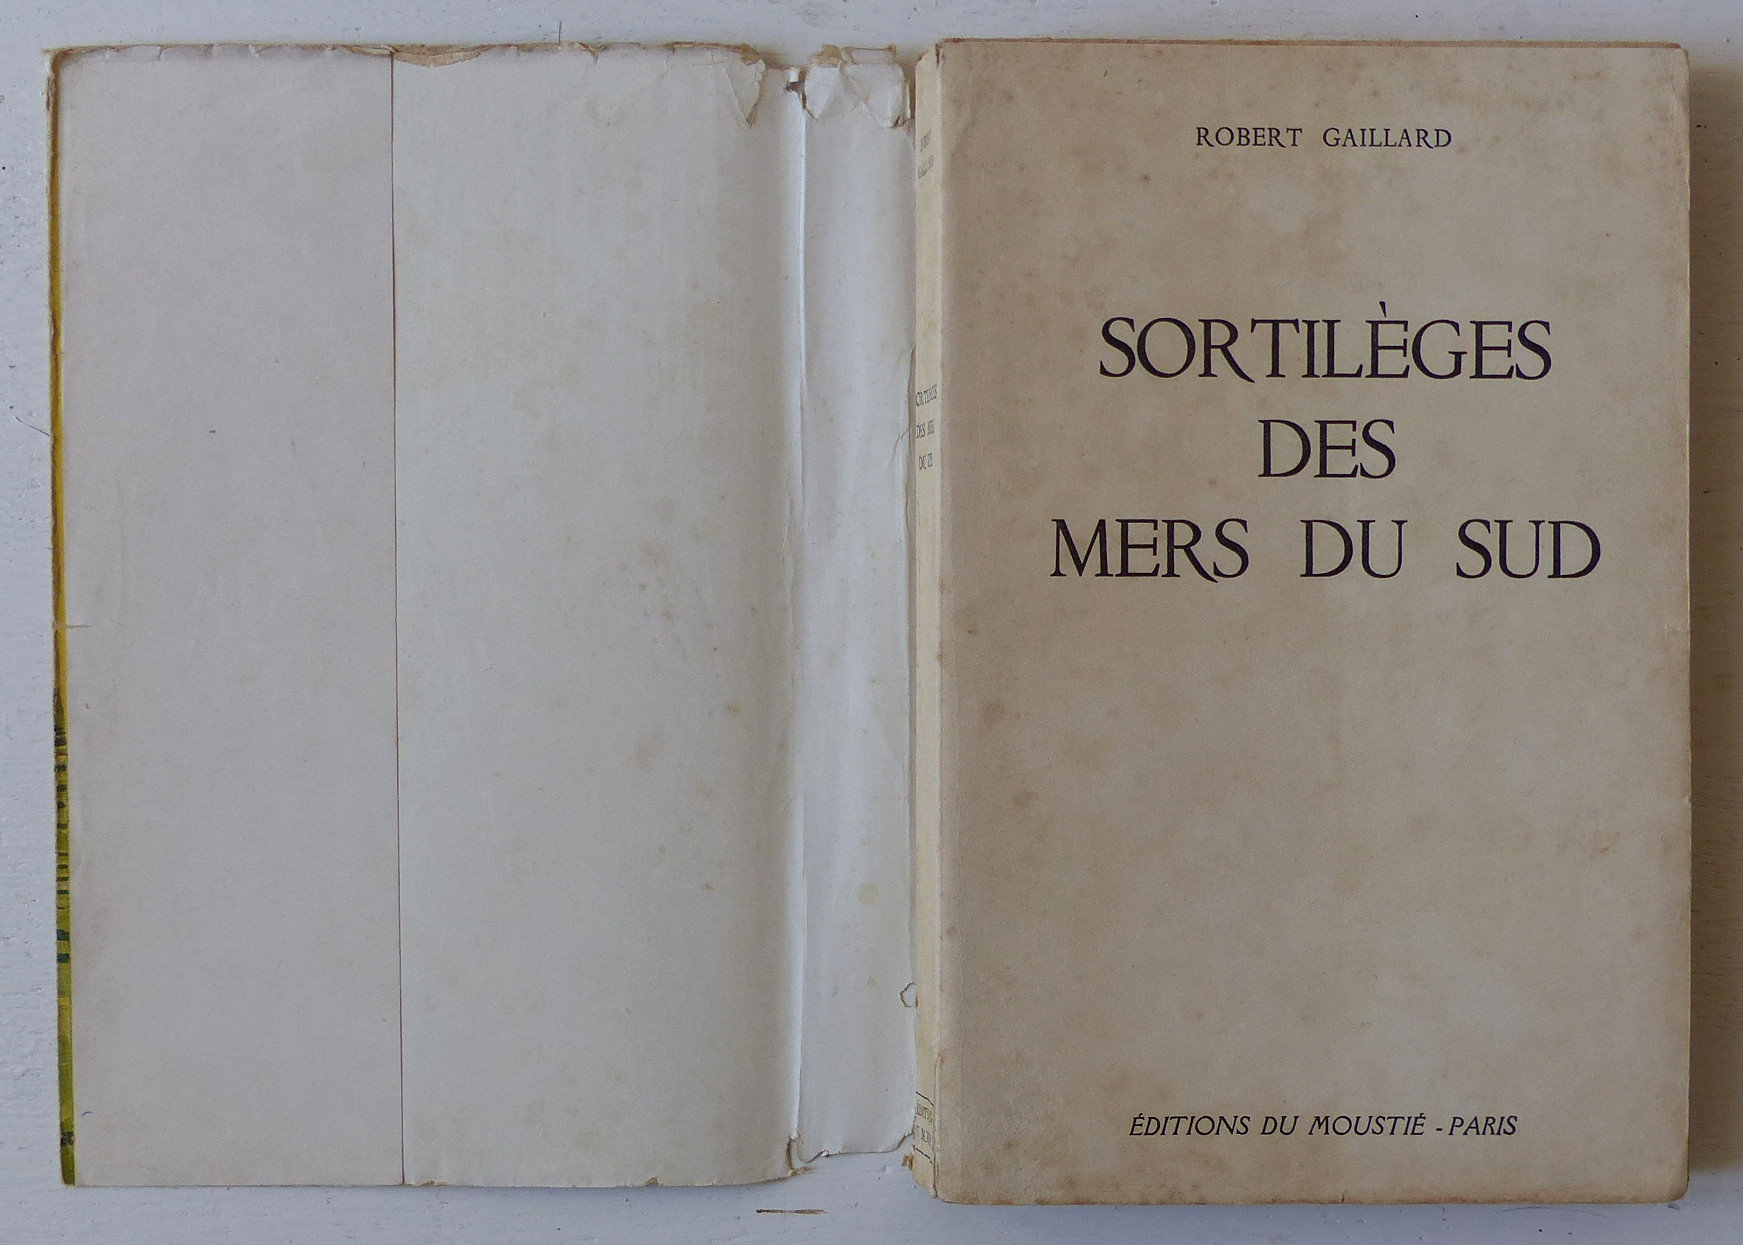 ROBERT GAILLARD
SORTILÈGES
DES
MERS DU SUD
ÉDITIONS DU MOUSTIÉ - PARIS